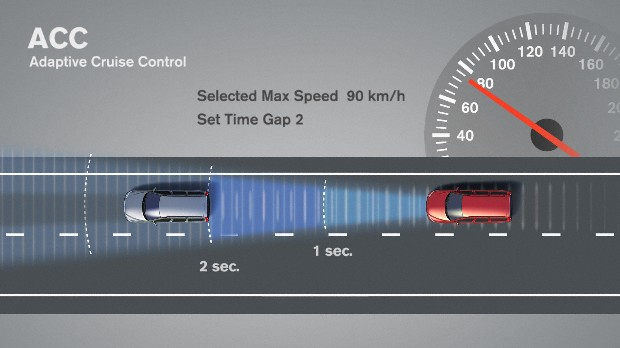 ACC
Adaptive Cruise Control
Selected Max Speed 90 km/h
Set Time Gap 2
40
60
80
100
120
140
160
180
1 sec.
2 sec.